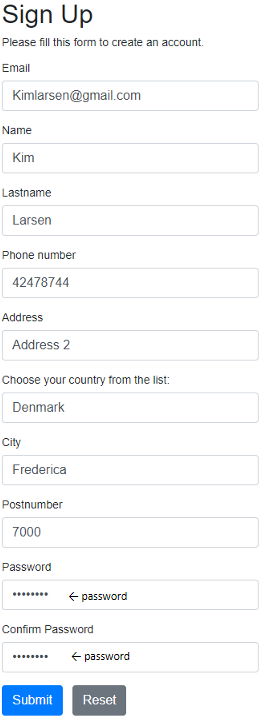 Sign Up
Please fill this form to create an account.
Email
Kimlarsen@gmail.com
Name
Kim
Lastname
Larsen
Phone number
42478744
Address
Address 2
Choose your country from the list:
Denmark
City
Frederica
Postnumber
7000
Password
•••••••• ← password
Confirm Password
•••••••• ← password
Submit Reset